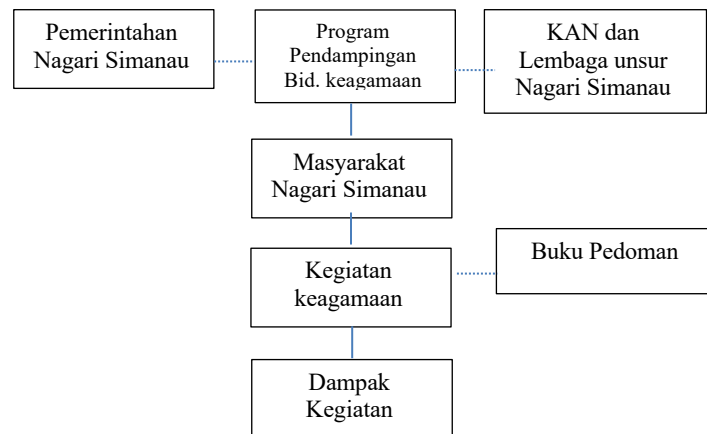 Pemerintahan
Nagari Simanau
Program
Pendampingan
Bid. keagamaan
KAN dan
Lembaga unsur
Nagari Simanau
Masyarakat
Nagari Simanau
Kegiatan
keagamaan
Buku Pedoman
Dampak
Kegiatan